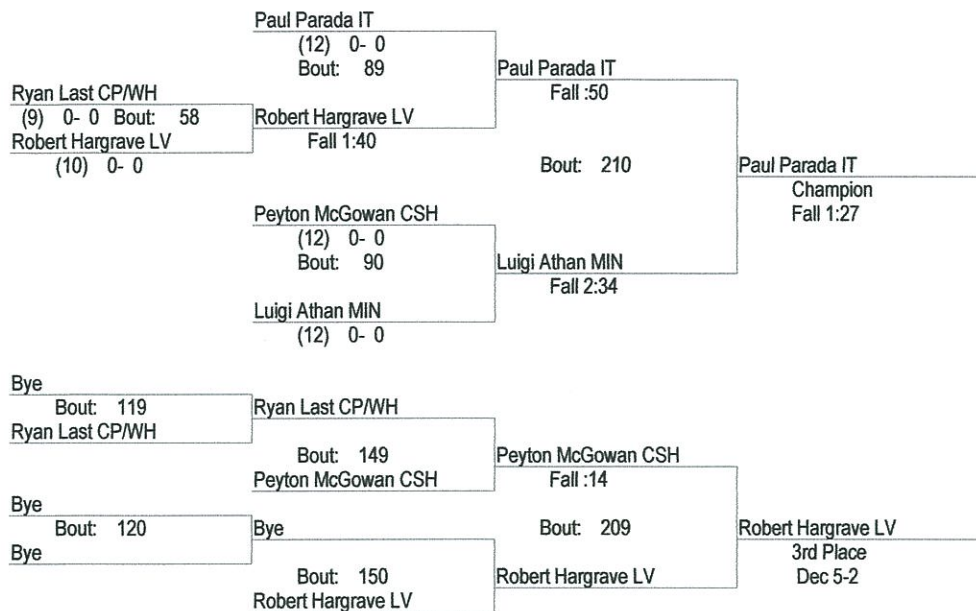 Paul Parada IT
(12) 0- 0
Bout: 89
Paul Parada IT
Fall :50
Ryan Last CP/WH
(9) 0- 0 Bout: 58
Robert Hargrave LV
Fall 1:40
Robert Hargrave LV
(10) 0- 0
Bout: 210
Paul Parada IT
Champion
Fall 1:27
Peyton McGowan CSH
(12) 0- 0
Bout: 90
Luigi Athan MIN
Fall 2:34
Luigi Athan MIN
(12) 0- 0
Bye
Bout: 119
Ryan Last CP/WH
Ryan Last CP/WH
Bout: 149
Peyton McGowan CSH
Fall :14
Peyton McGowan CSH
Bye
Bout: 120
Bye
Bye
Bout: 209
Robert Hargrave LV
3rd Place
Dec 5-2
Bout: 150
Robert Hargrave LV
Robert Hargrave LV